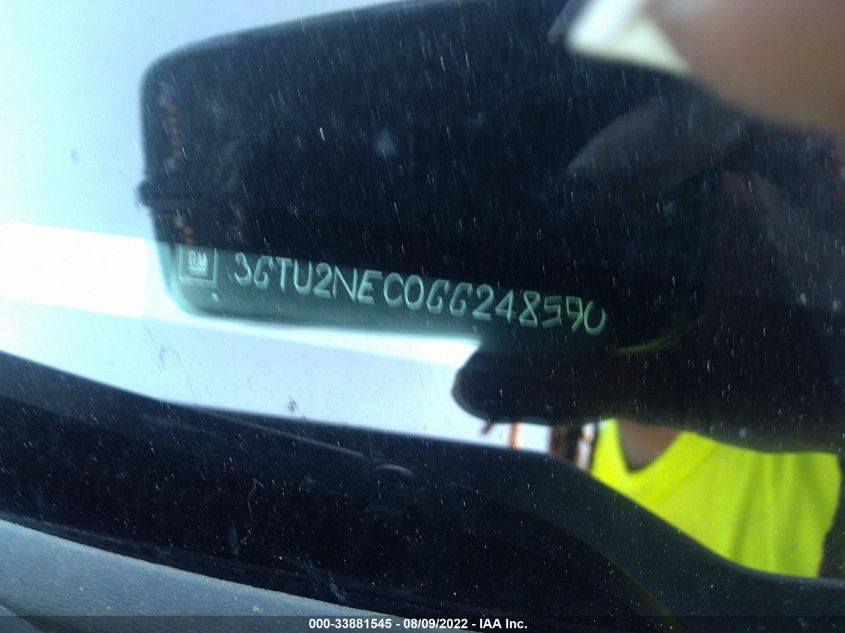 GM 3GTU2NEC0GG248590
000-33881545 - 08/09/2022 - IAA Inc.